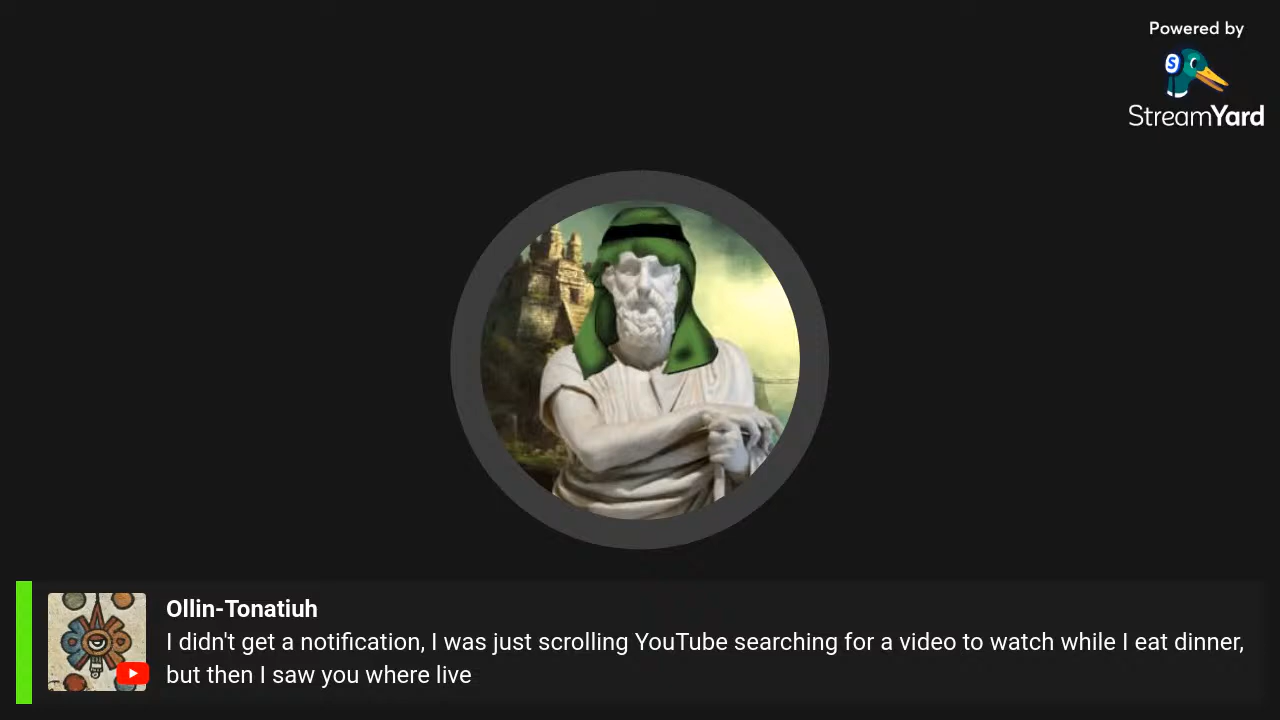 Powered by
S
StreamYard
Ollin-Tonatiuh
I didn't get a notification, I was just scrolling YouTube searching for a video to watch while I eat dinner,
but then I saw you where live